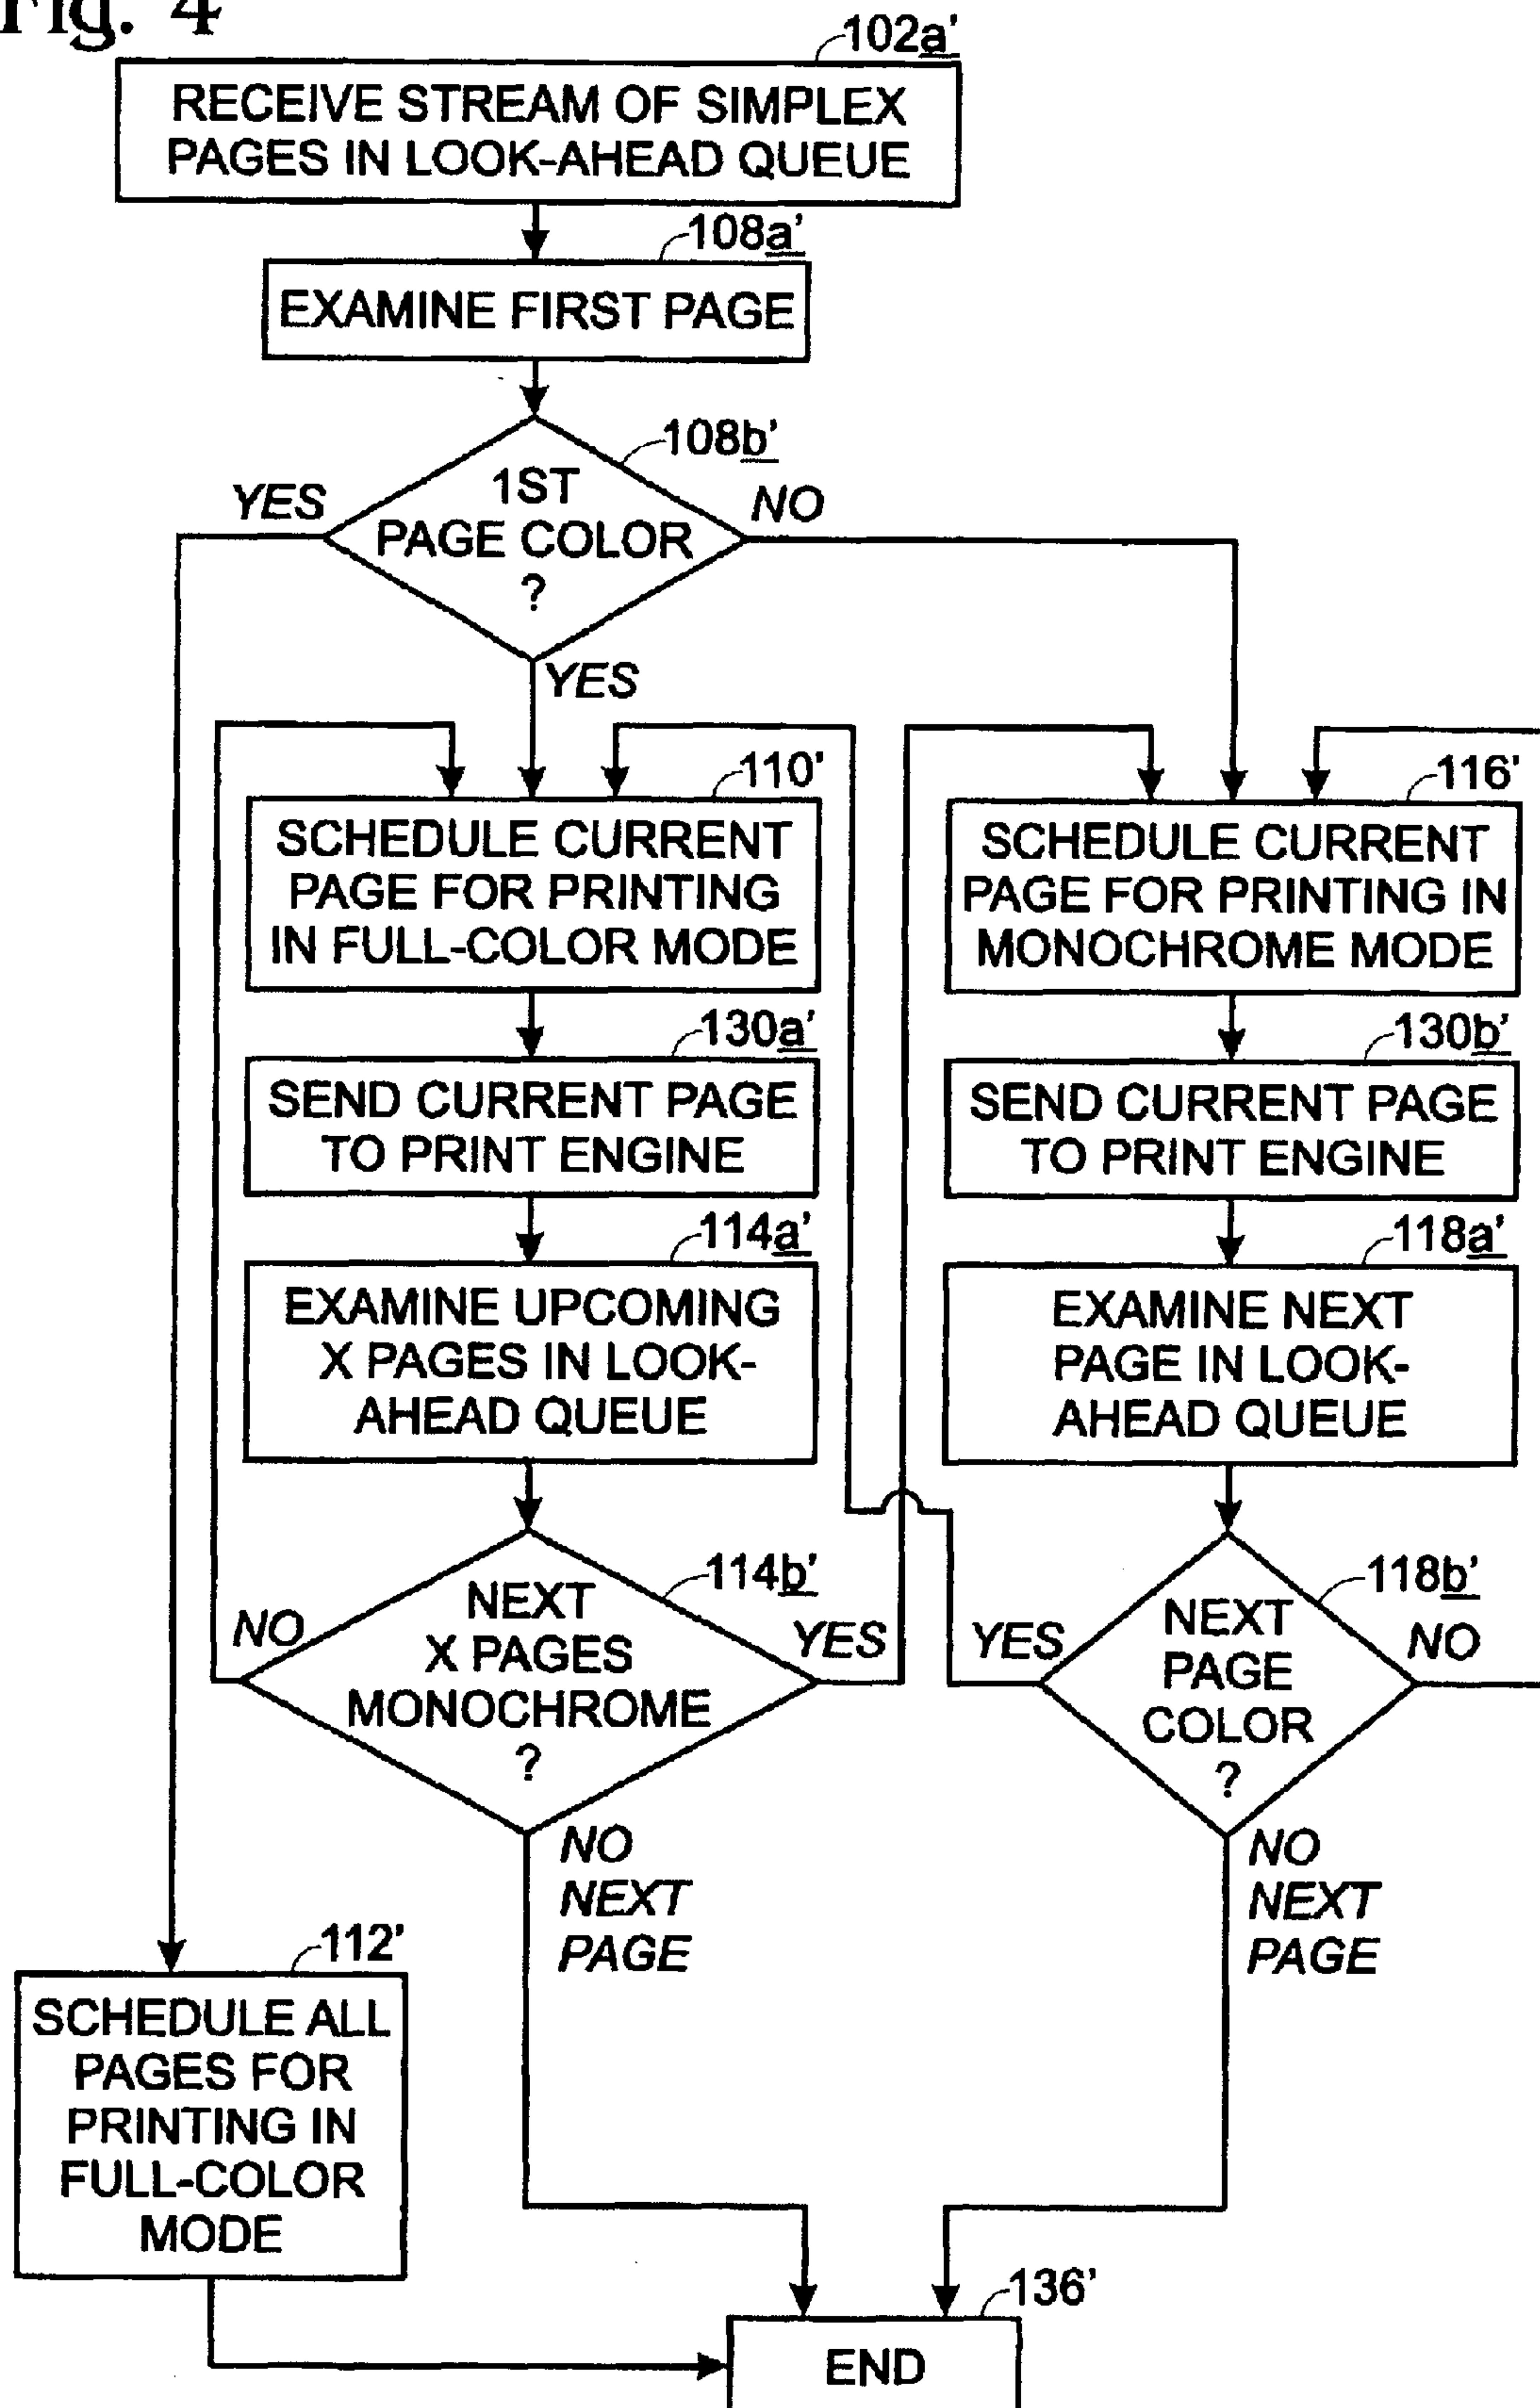 Fig. 4
102a'
RECEIVE STREAM OF SIMPLEX
PAGES IN LOOK-AHEAD QUEUE
108a'
EXAMINE FIRST PAGE
108b'
1ST
PAGE COLOR
?
YES
NO
YES
110'
SCHEDULE CURRENT
PAGE FOR PRINTING
IN FULL-COLOR MODE
116'
SCHEDULE CURRENT
PAGE FOR PRINTING IN
MONOCHROME MODE
130a'
SEND CURRENT PAGE
TO PRINT ENGINE
130b'
SEND CURRENT PAGE
TO PRINT ENGINE
114a'
EXAMINE UPCOMING
X PAGES IN LOOK-
AHEAD QUEUE
118a'
EXAMINE NEXT
PAGE IN LOOK-
AHEAD QUEUE
114b'
NEXT
X PAGES
MONOCHROME
?
NO
YES
NO
NEXT
PAGE
118b'
NEXT
PAGE
COLOR
?
YES
NO
NO
NEXT
PAGE
112'
SCHEDULE ALL
PAGES FOR
PRINTING IN
FULL-COLOR
MODE
136'
END